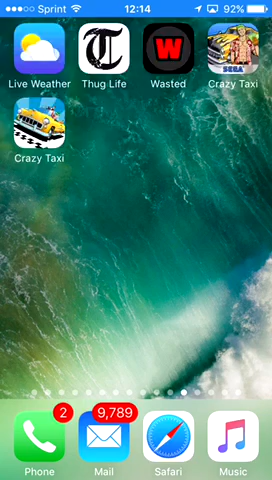 Sprint 12:14 92%
T W SEGA
Live Weather Thug Life Wasted Crazy Taxi
Crazy Taxi
2 9,789
Phone Mail Safari Music